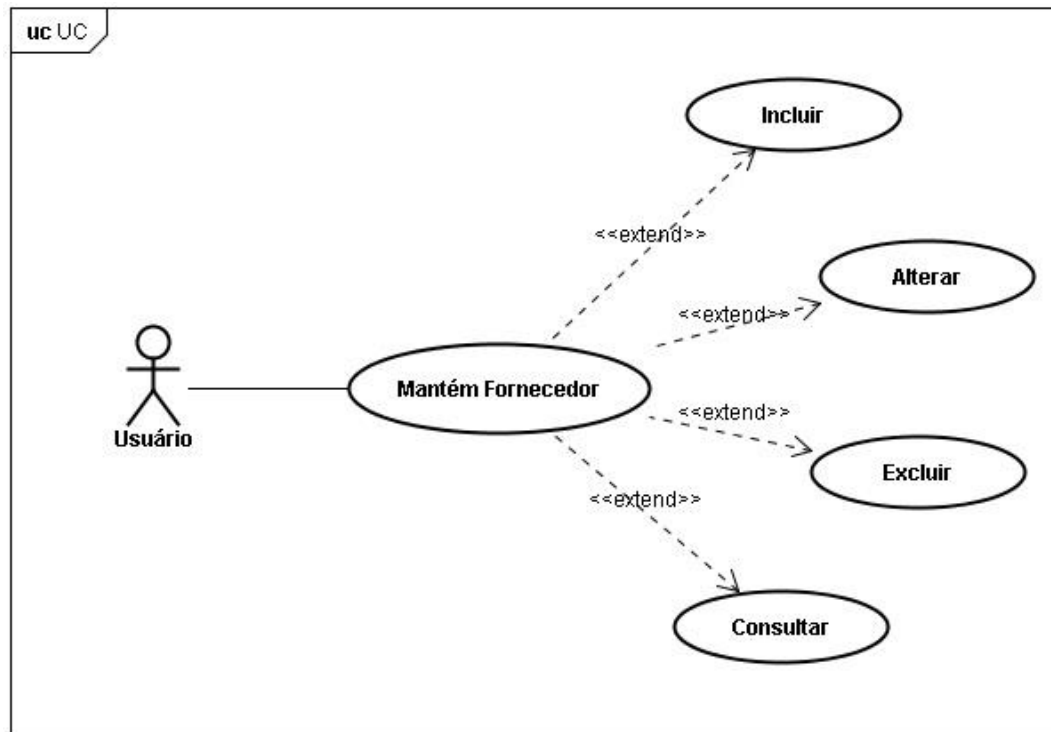 uc UC
Incluir
<<extend>>
Alterar
<<extend>>
Mantém Fornecedor
Usuário
<<extend>>
Excluir
<<extend>>
Consultar